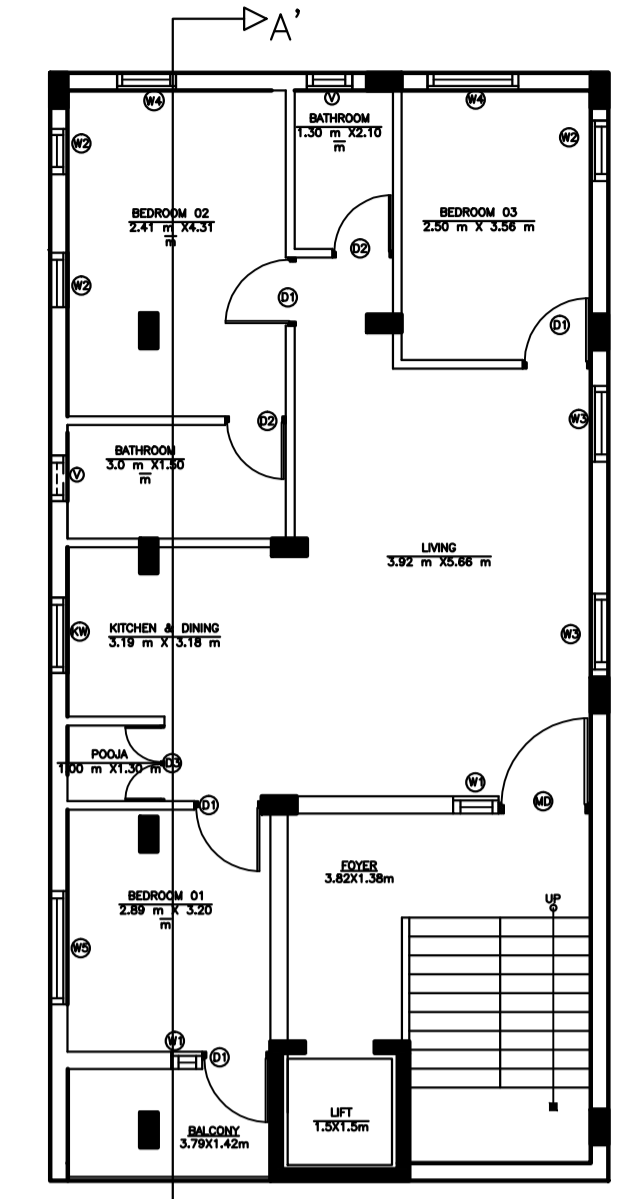 A'
W4
V
W4
W2
BATHROOM
1.30 m X2.10
m
W2
BEDROOM 02
2.41 m X4.31
m
BEDROOM 03
2.50 m X 3.56 m
D2
W2
D1
D1
D2
W3
BATHROOM
3.0 m X1.50
m
V
LIVING
3.92 m X5.66 m
KW
KITCHEN & DINING
3.19 m X 3.18 m
W3
POOJA
1.00 m X1.30 m
D3
W1
D1
MD
FOYER
3.82X1.38m
BEDROOM 01
2.89 m X 3.20
m
UP
W5
W1
D1
LIFT
1.5X1.5m
BALCONY
3.79X1.42m